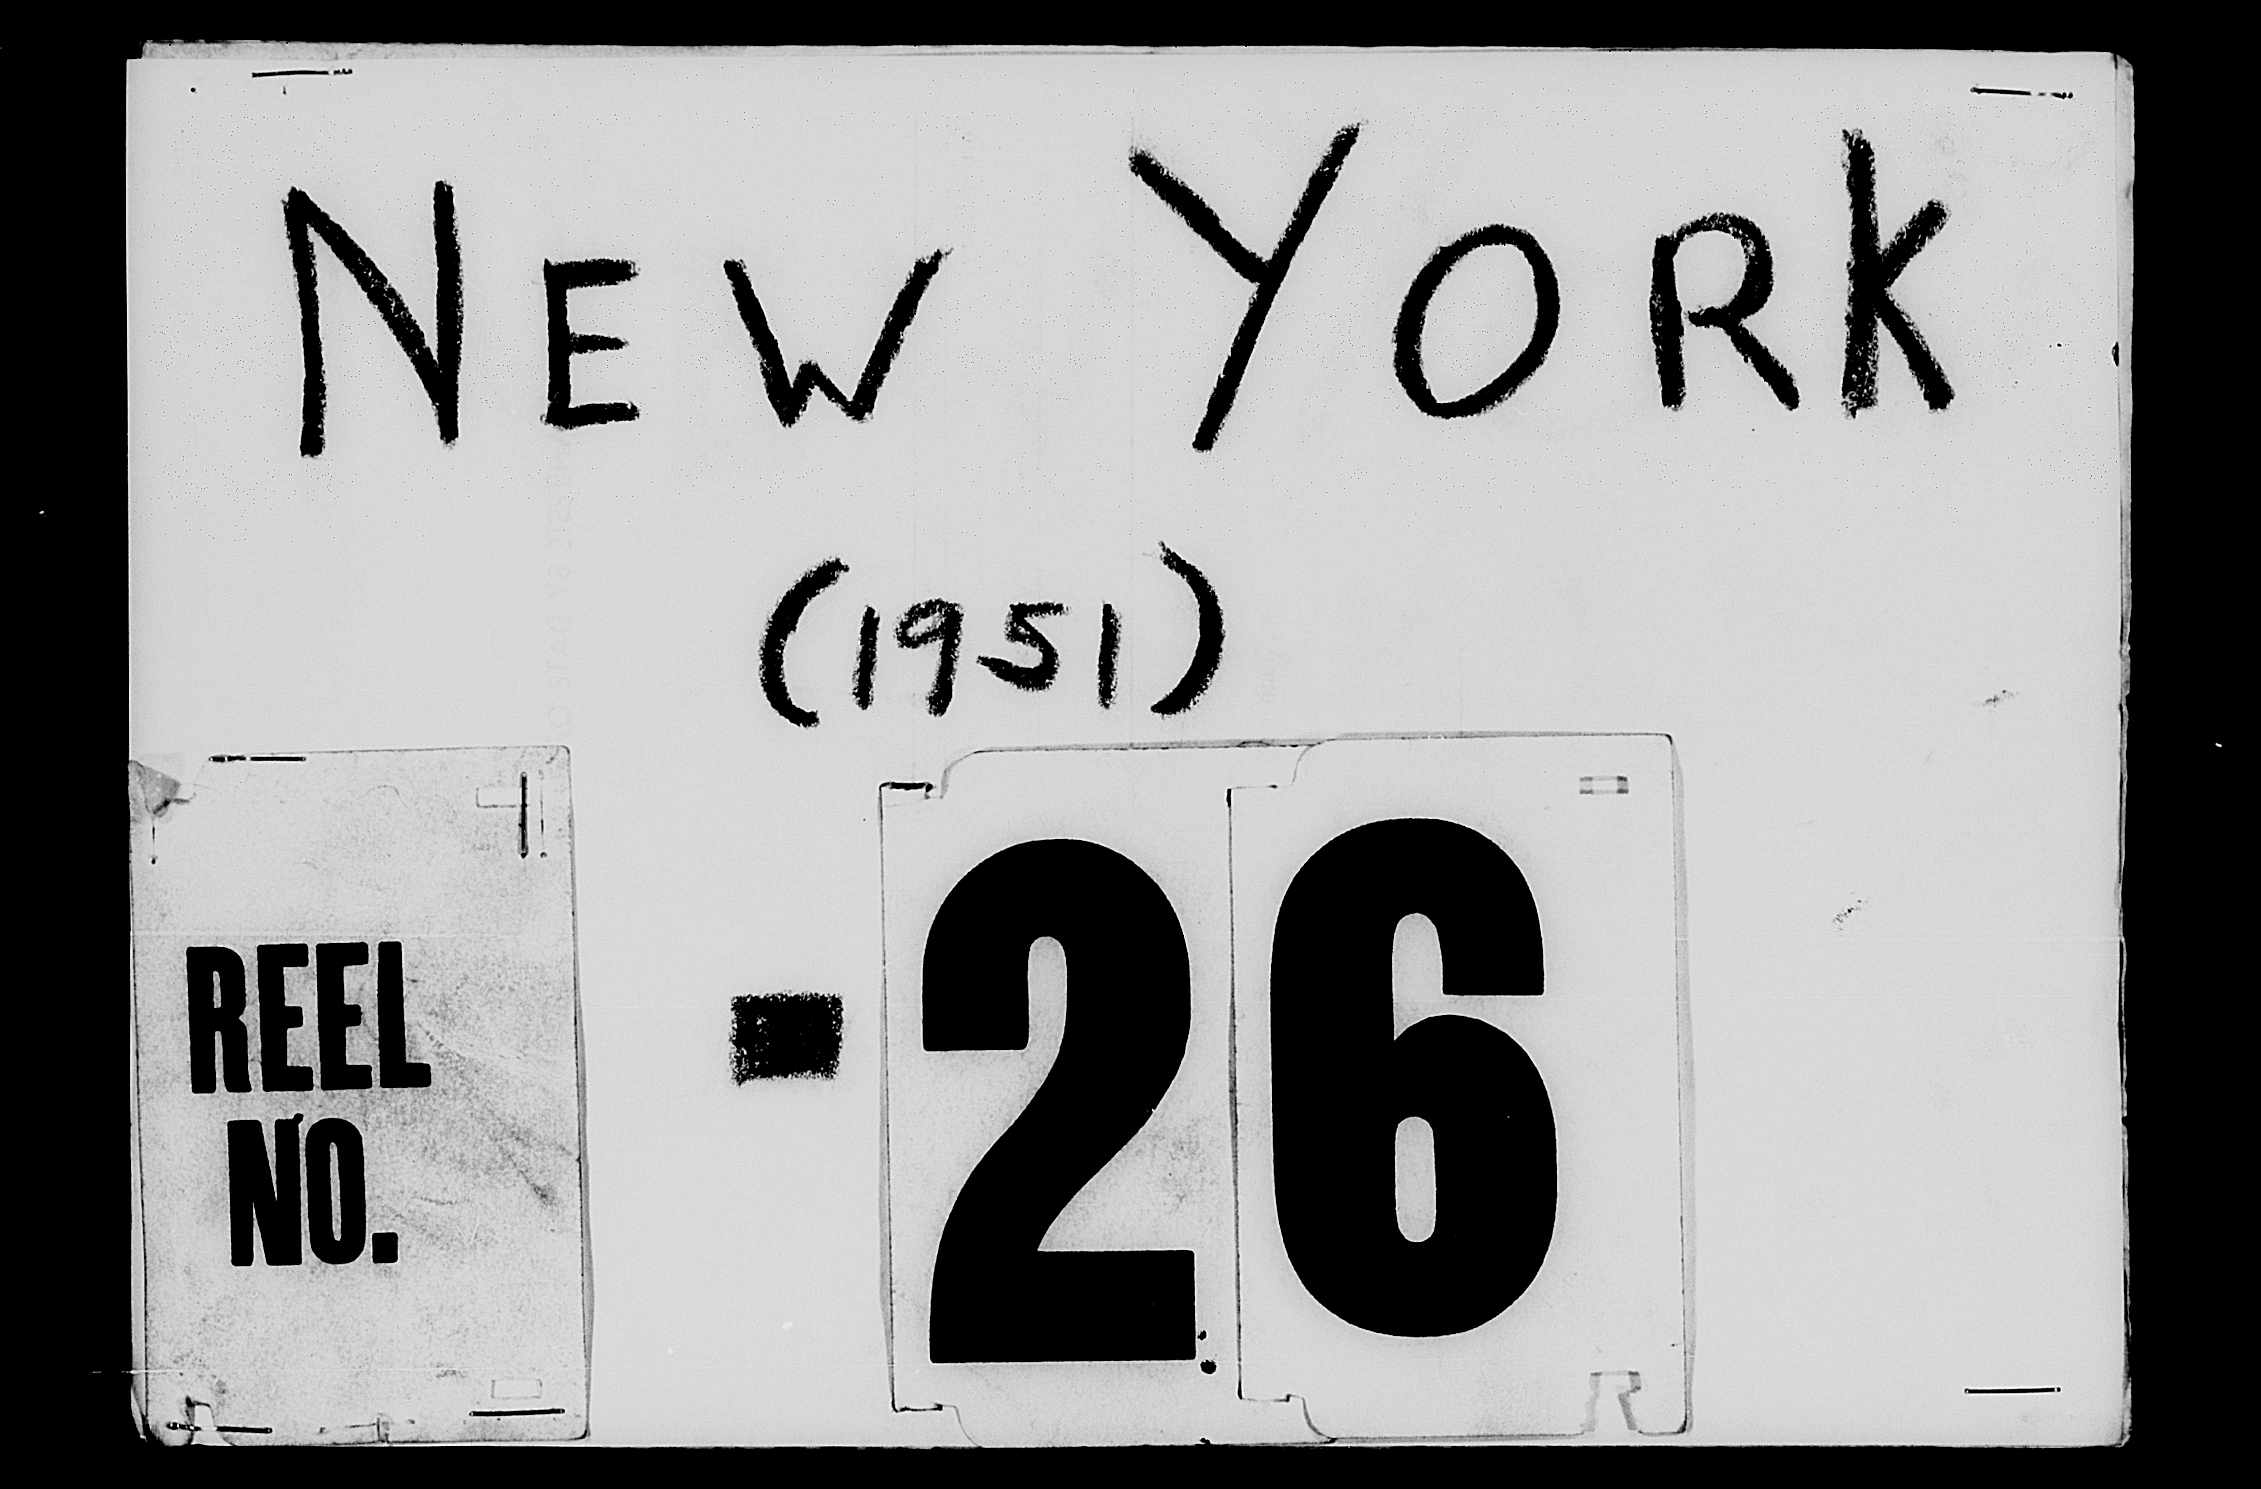 NEW YORK
(1951)
REEL
NO.
- 26